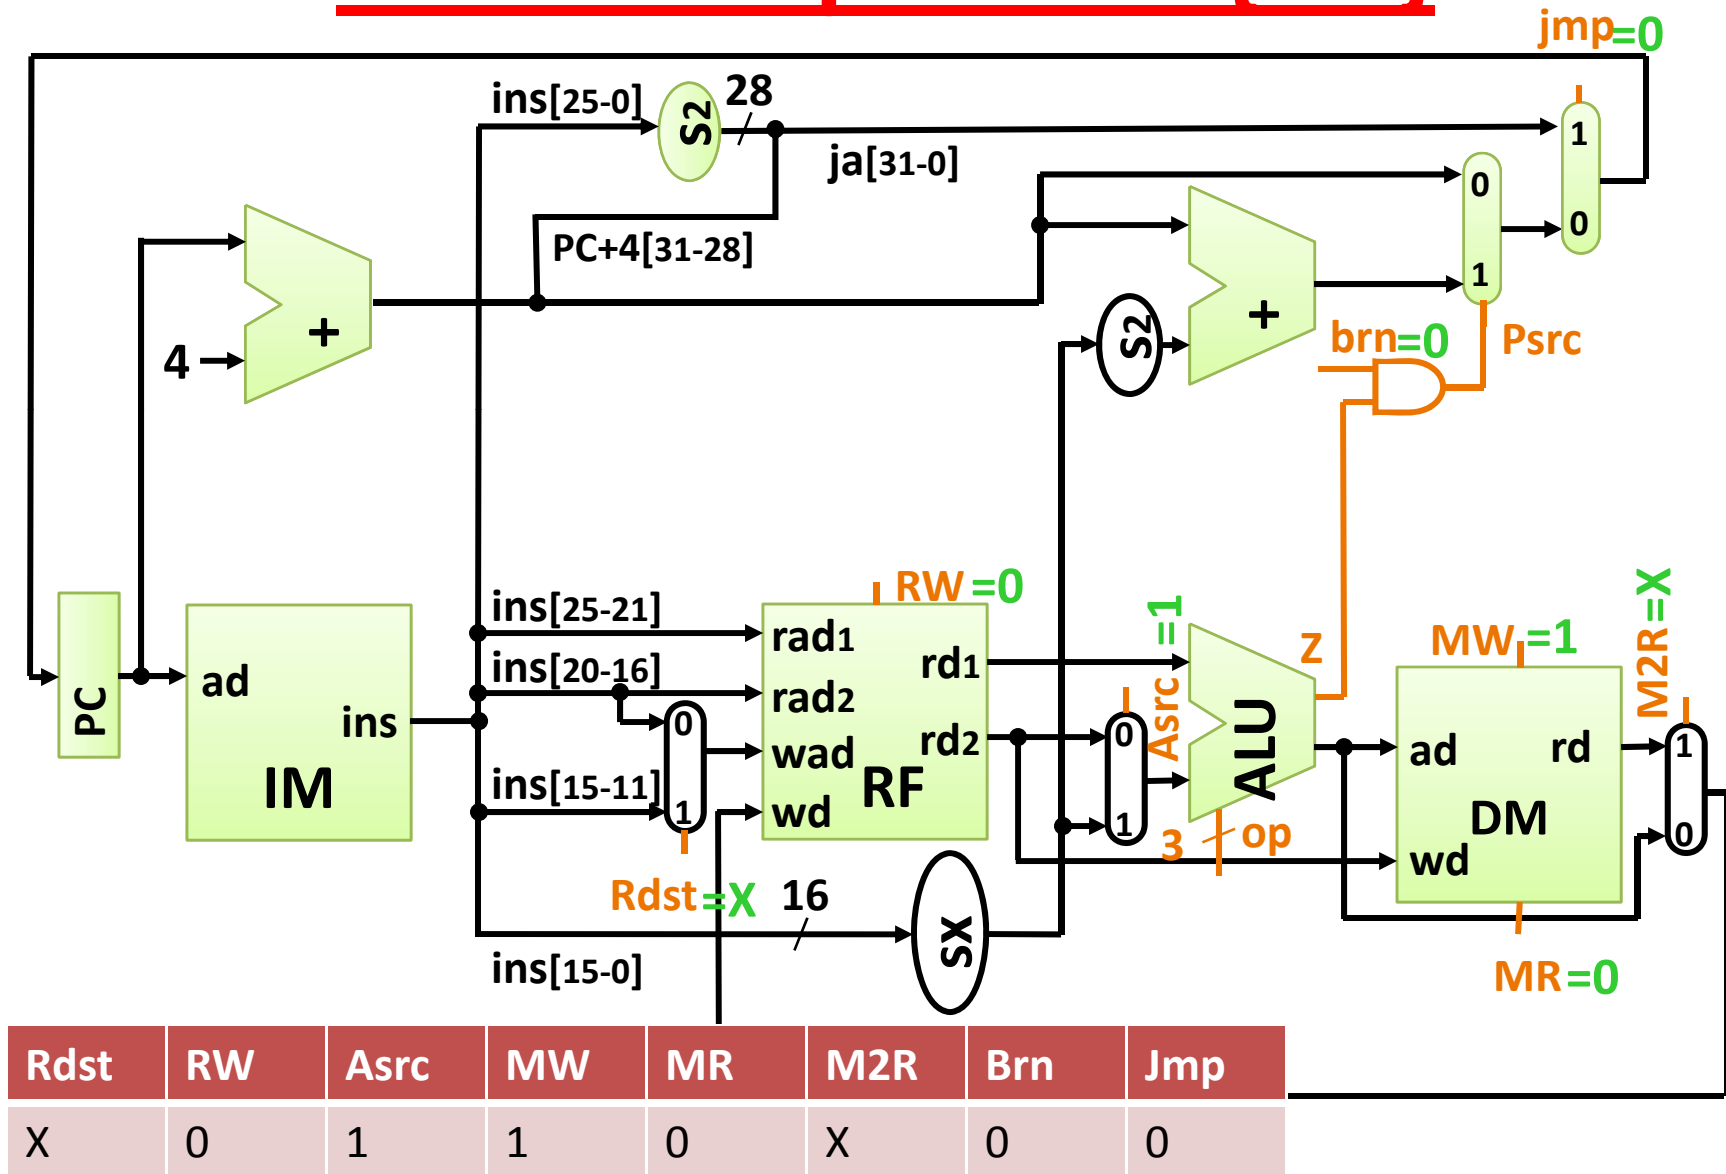 jmp=0
ins[25-0]
S2
28
1
ja[31-0]
0
0
PC+4[31-28]
1
+
+
S2
4
brn=0
Psrc
RW=0
ins[25-21]
rad1
rd1
=1
Asrc
Z
MW=1
M2R=X
ins[20-16]
rad2
ad
PC
ins
0
rd2
0
ALU
1
ad
rd
wad
IM
RF
ins[15-11]
1
wd
1
3
op
DM
0
wd
Rdst=X
16
SX
ins[15-0]
MR=0
Rdst RW Asrc MW MR M2R Brn Jmp
X 0 1 1 0 X 0 0